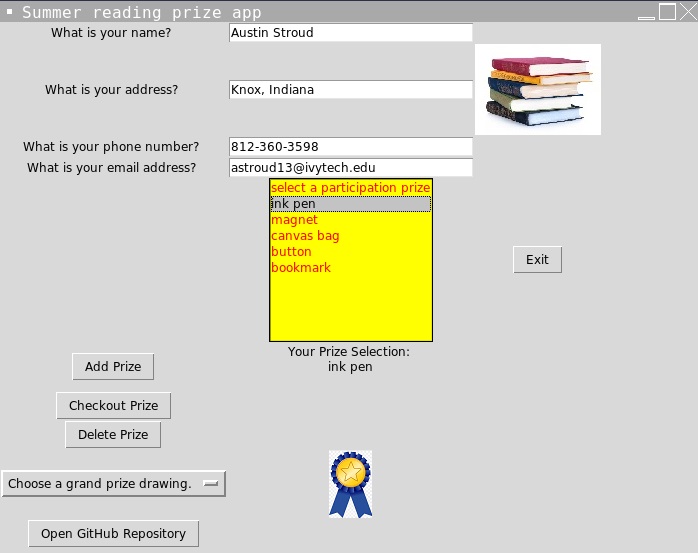 Summer reading prize app
What is your name?
Austin Stroud
What is your address?
Knox, Indiana
What is your phone number?
812-360-3598
What is your email address?
astroud13@ivytech.edu
select a participation prize
ink pen
magnet
canvas bag
button
bookmark
Exit
Your Prize Selection:
ink pen
Add Prize
Checkout Prize
Delete Prize
Choose a grand prize drawing.
Open GitHub Repository